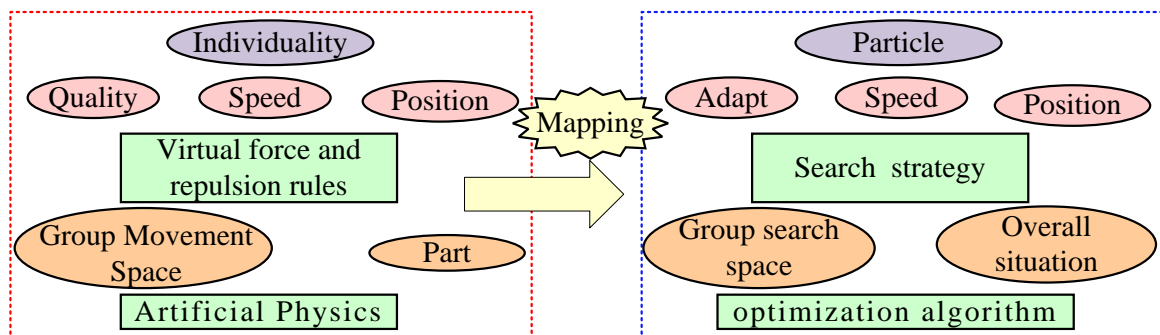 Individuality
Quality
Speed
Position
Virtual force and
repulsion rules
Group Movement
Space
Part
Artificial Physics
Mapping
Particle
Adapt
Speed
Position
Search strategy
Group search
space
Overall
situation
optimization algorithm